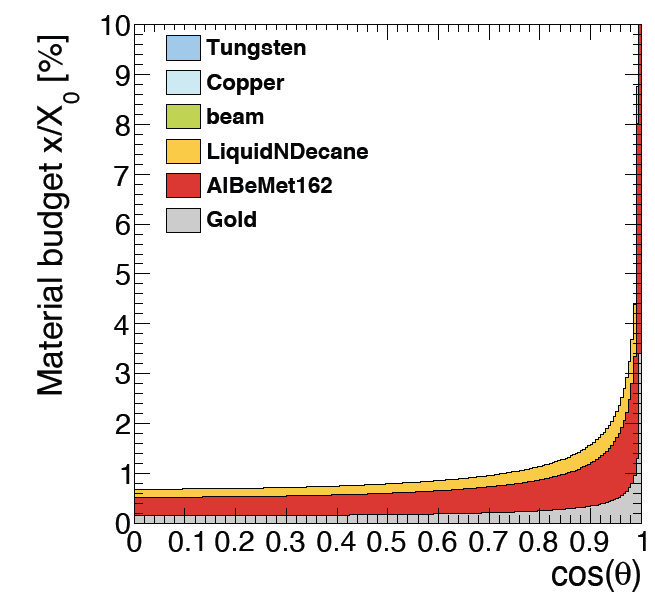 Material budget x/X0 [%]
10
9
8
7
6
5
4
3
2
1
0
Tungsten
Copper
beam
LiquidNDecane
AlBeMet162
Gold
0 0.1 0.2 0.3 0.4 0.5 0.6 0.7 0.8 0.9 1
cos(θ)